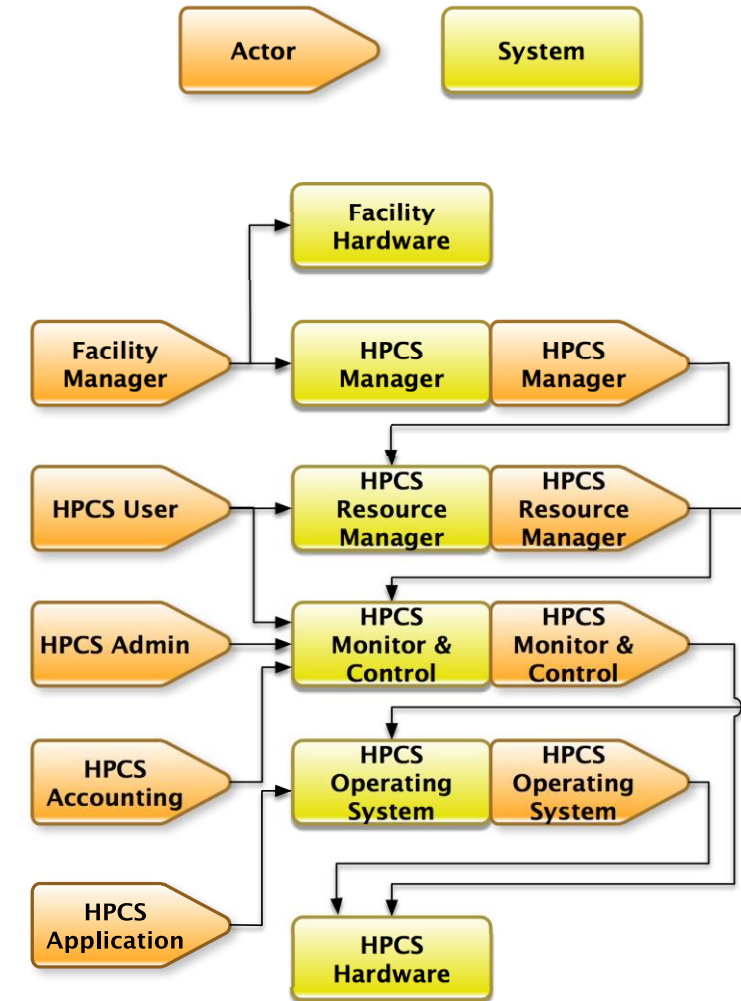 Actor
System
Facility
Hardware
Facility
Manager
HPCS
Manager
HPCS
Manager
HPCS User
HPCS
Resource
Manager
HPCS
Resource
Manager
HPCS Admin
HPCS
Monitor &
Control
HPCS
Monitor &
Control
HPCS
Accounting
HPCS
Operating
System
HPCS
Operating
System
HPCS
Application
HPCS
Hardware